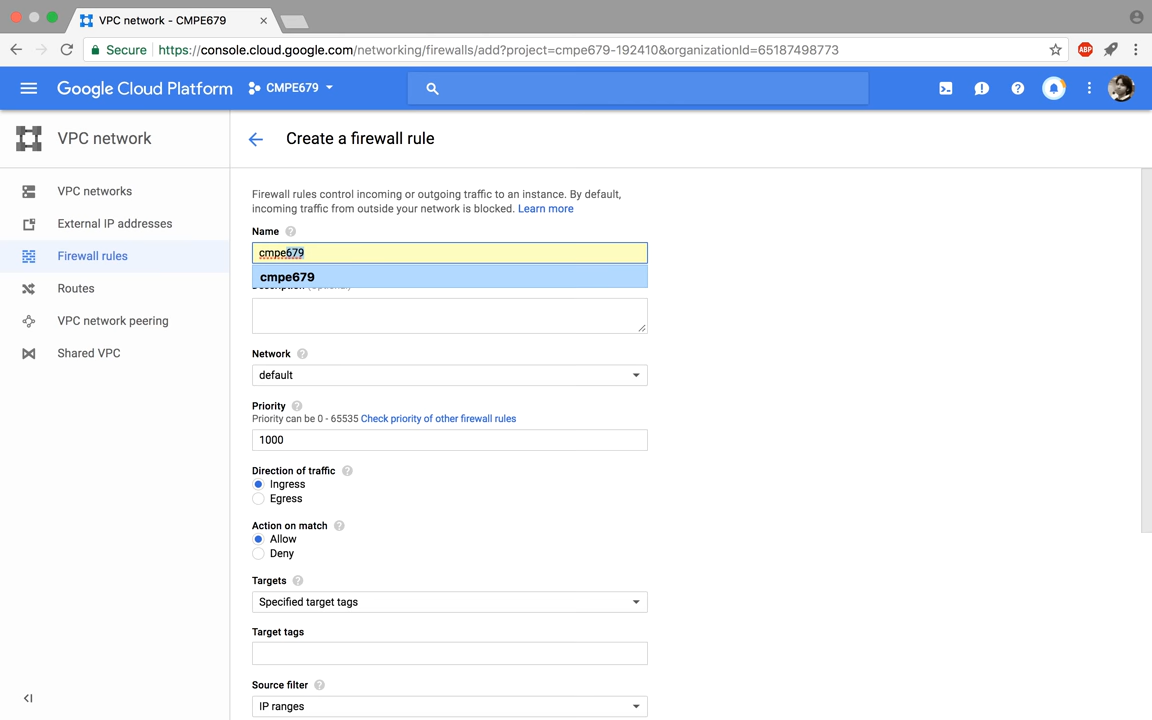 VPC network - CMPE679
Secure
https://console.cloud.google.com/networking/firewalls/add?project=cmpe679-192410&organizationId=65187498773
ABP
Google Cloud Platform
CMPE679
VPC network
Create a firewall rule
VPC networks
External IP addresses
Firewall rules
Routes
VPC network peering
Shared VPC
Firewall rules control incoming or outgoing traffic to an instance. By default,
incoming traffic from outside your network is blocked. Learn more
Name
cmpe679
cmpe679
Description (Optional)
Network
default
Priority
Priority can be 0 - 65535 Check priority of other firewall rules
1000
Direction of traffic
Ingress
Egress
Action on match
Allow
Deny
Targets
Specified target tags
Target tags
Source filter
IP ranges